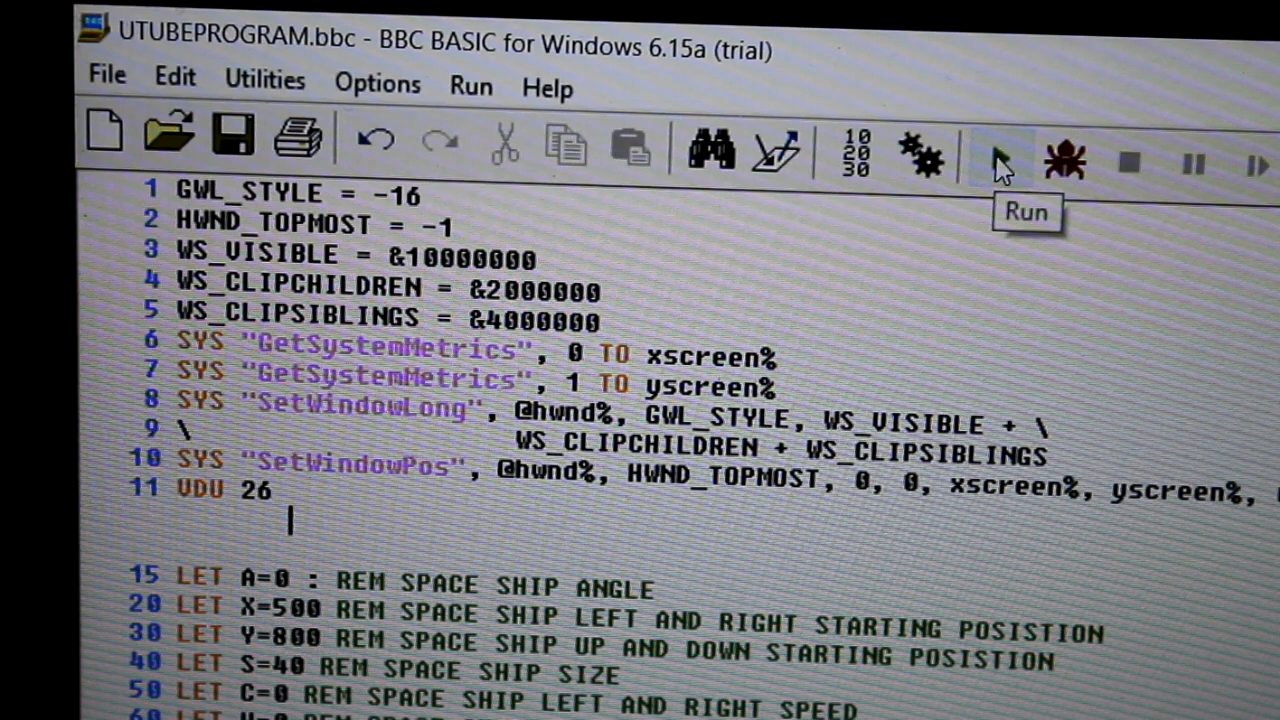 UTUBEPROGRAM.bbc - BBC BASIC for Windows 6.15a (trial)
File Edit Utilities Options Run Help
10
20
30
Run
1 GWL_STYLE = -16
2 HWND_TOPMOST = -1
3 WS_VISIBLE = &10000000
4 WS_CLIPCHILDREN = &2000000
5 WS_CLIPSIBLINGS = &4000000
6 SYS "GetSystemMetrics", 0 TO xscreen%
7 SYS "GetSystemMetrics", 1 TO yscreen%
8 SYS "SetWindowLong", @hwnd%, GWL_STYLE, WS_VISIBLE + \
9 \ WS_CLIPCHILDREN + WS_CLIPSIBLINGS
10 SYS "SetWindowPos", @hwnd%, HWND_TOPMOST, 0, 0, xscreen%, yscreen%,
11 VDU 26
15 LET A=0 : REM SPACE SHIP ANGLE
20 LET X=500 REM SPACE SHIP LEFT AND RIGHT STARTING POSISTION
30 LET Y=800 REM SPACE SHIP UP AND DOWN STARTING POSISTION
40 LET S=40 REM SPACE SHIP SIZE
50 LET C=0 REM SPACE SHIP LEFT AND RIGHT SPEED
60 LET